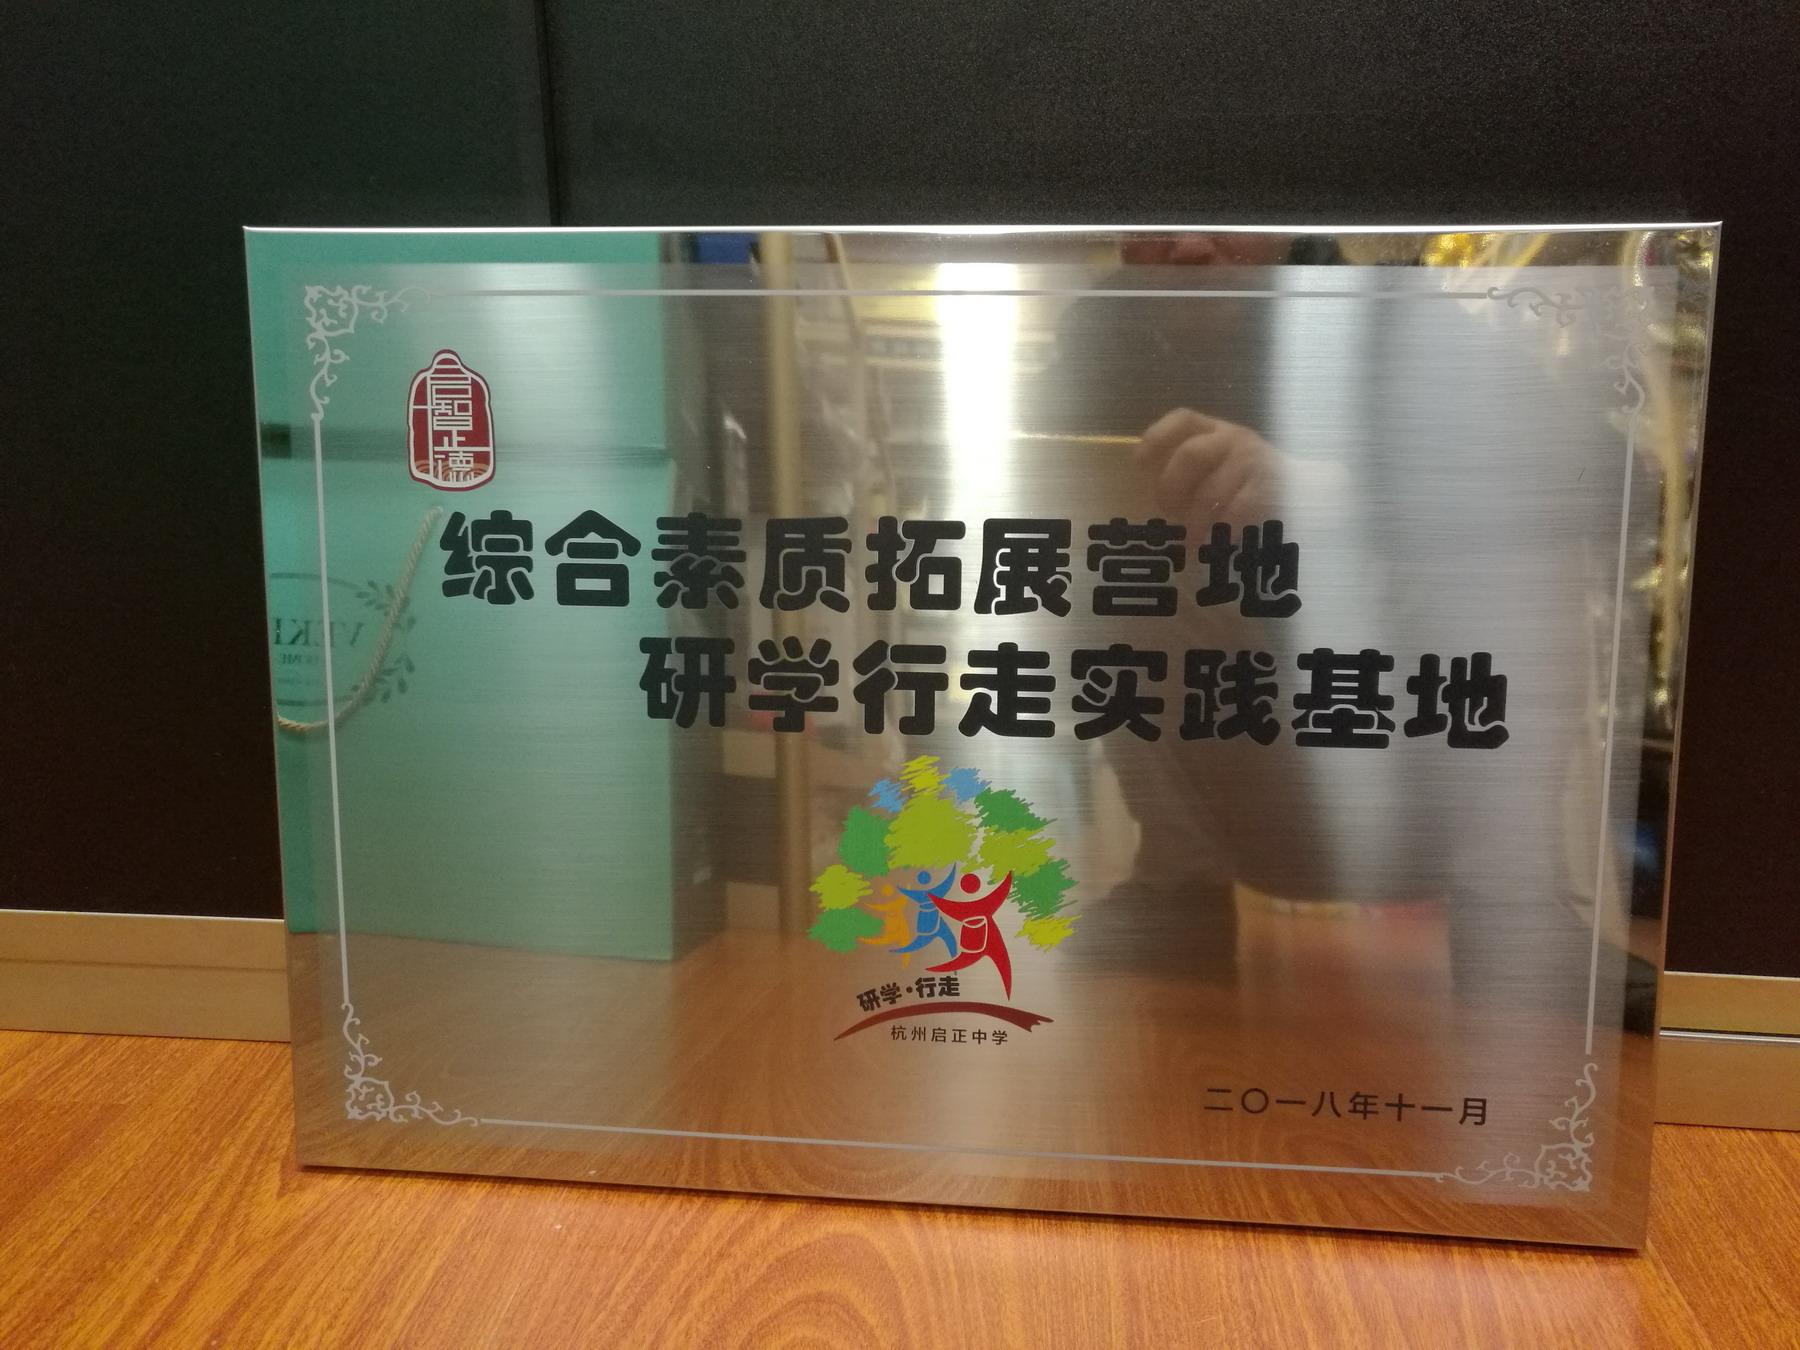 启智正德
综合素质拓展营地
研学行走实践基地
研学·行走
杭州启正中学
二〇一八年十一月